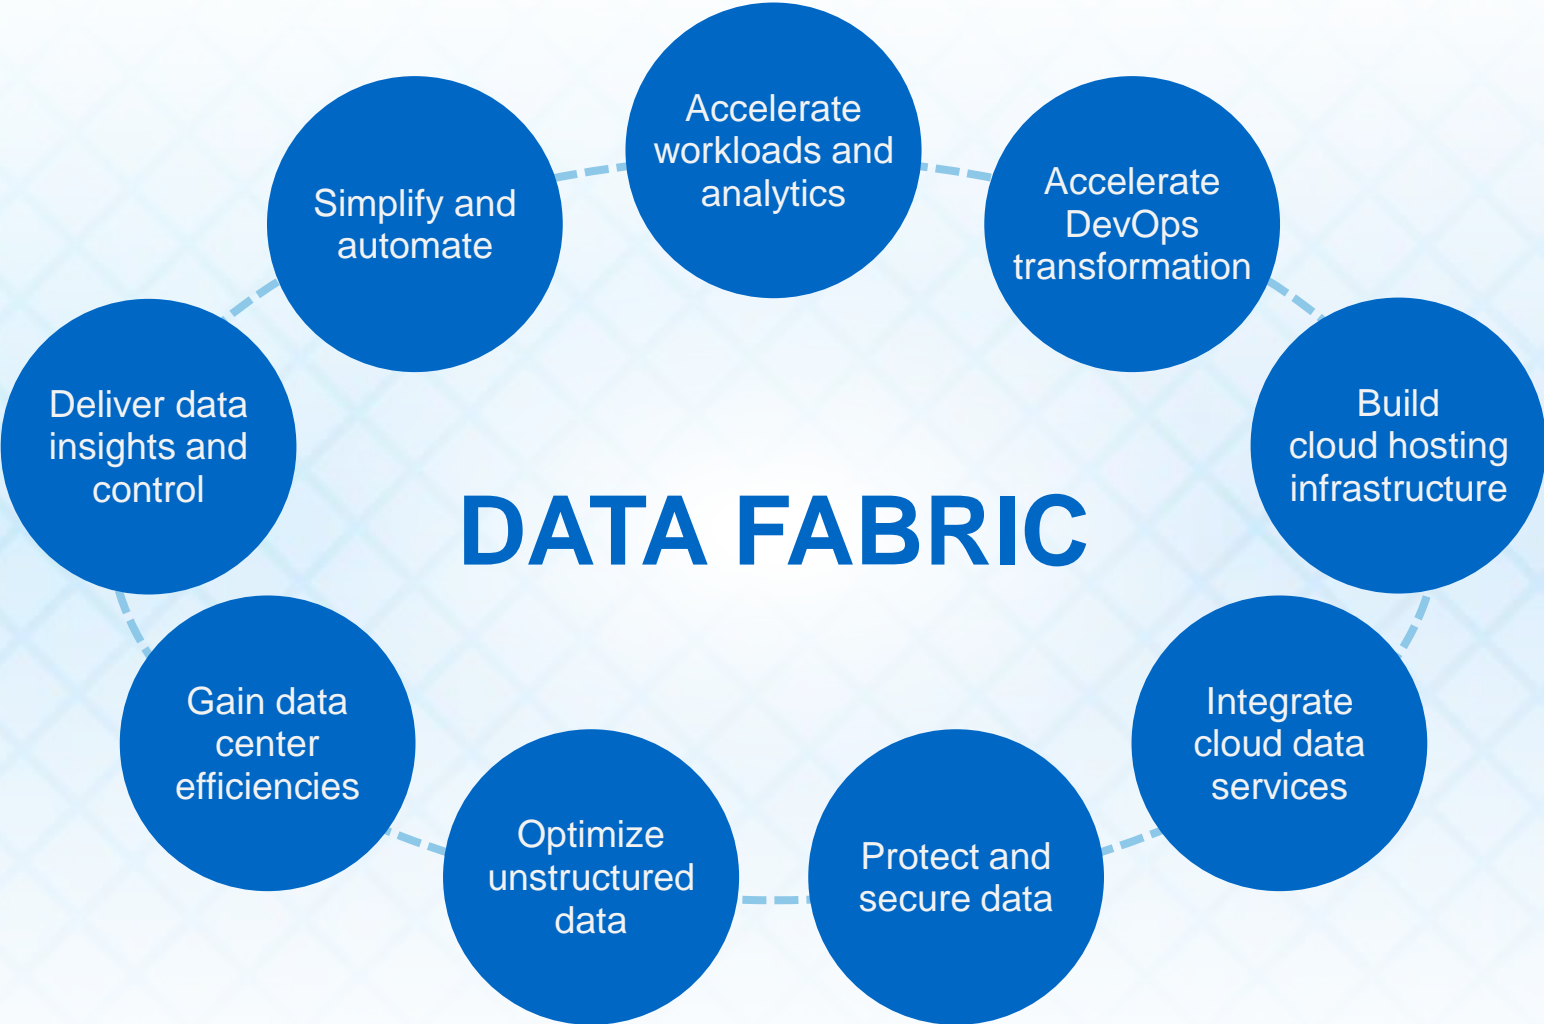 Accelerate
workloads and
analytics
Accelerate
DevOps
transformation
Build
cloud hosting
infrastructure
Integrate
cloud data
services
Protect and
secure data
Optimize
unstructured
data
Gain data
center
efficiencies
Deliver data
insights and
control
Simplify and
automate
DATA FABRIC